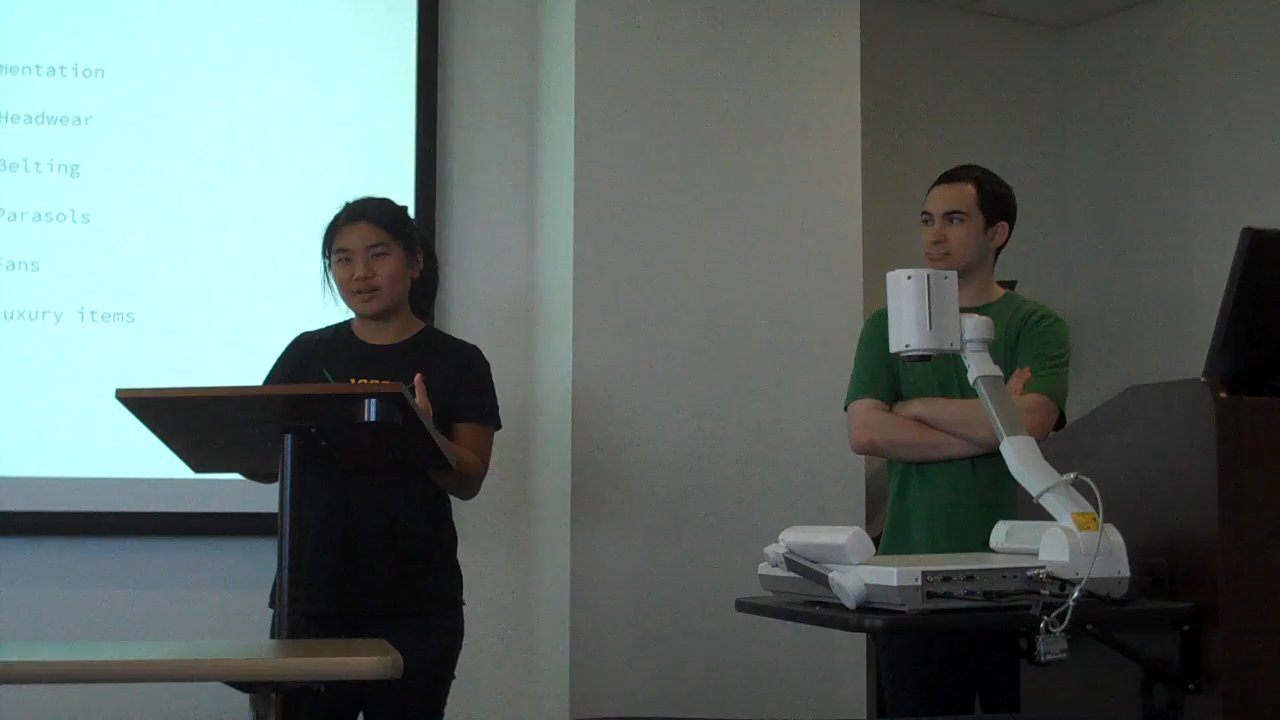 mentation
Headwear
Belting
Parasols
Fans
uxury items